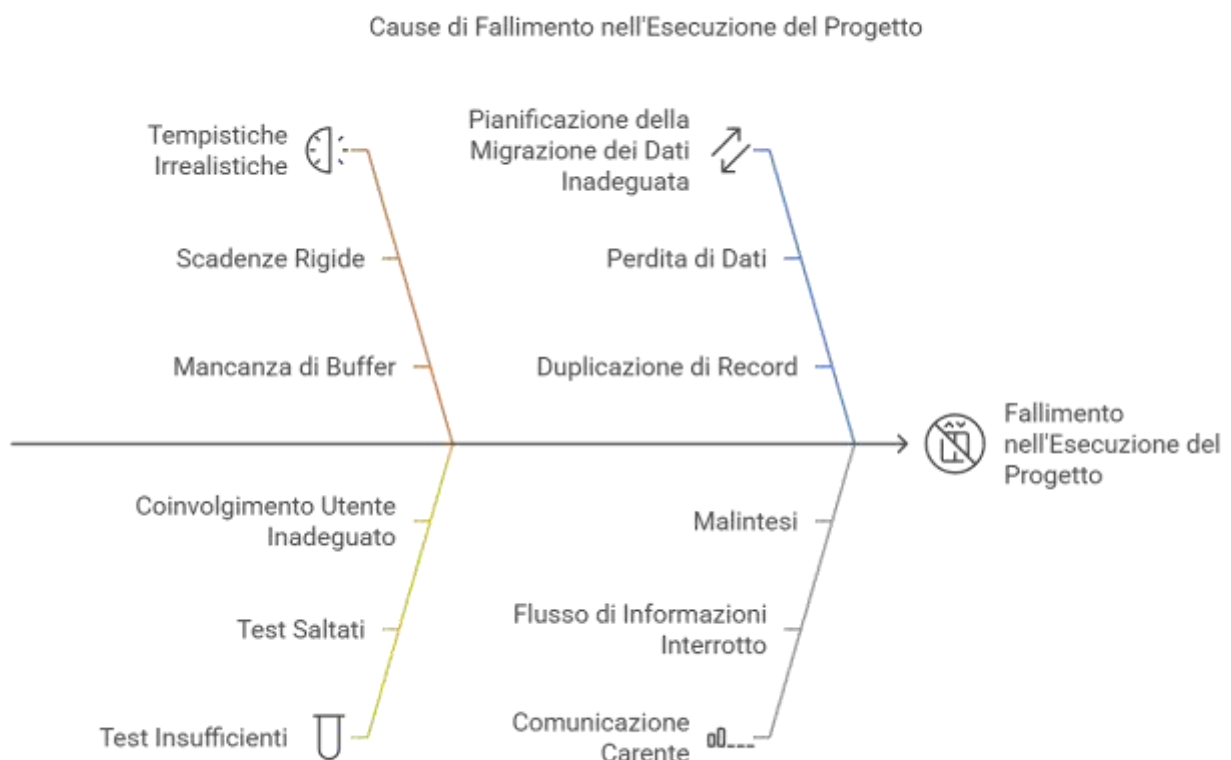 Cause di Fallimento nell'Esecuzione del Progetto
Tempistiche
Irrealistiche
Scadenze Rigide
Mancanza di Buffer
Pianificazione della
Migrazione dei Dati
Inadeguata
Perdita di Dati
Duplicazione di Record
Fallimento
nell'Esecuzione del
Progetto
Coinvolgimento Utente
Inadeguato
Test Saltati
Test Insufficienti
Malintesi
Flusso di Informazioni
Interrotto
Comunicazione
Carente